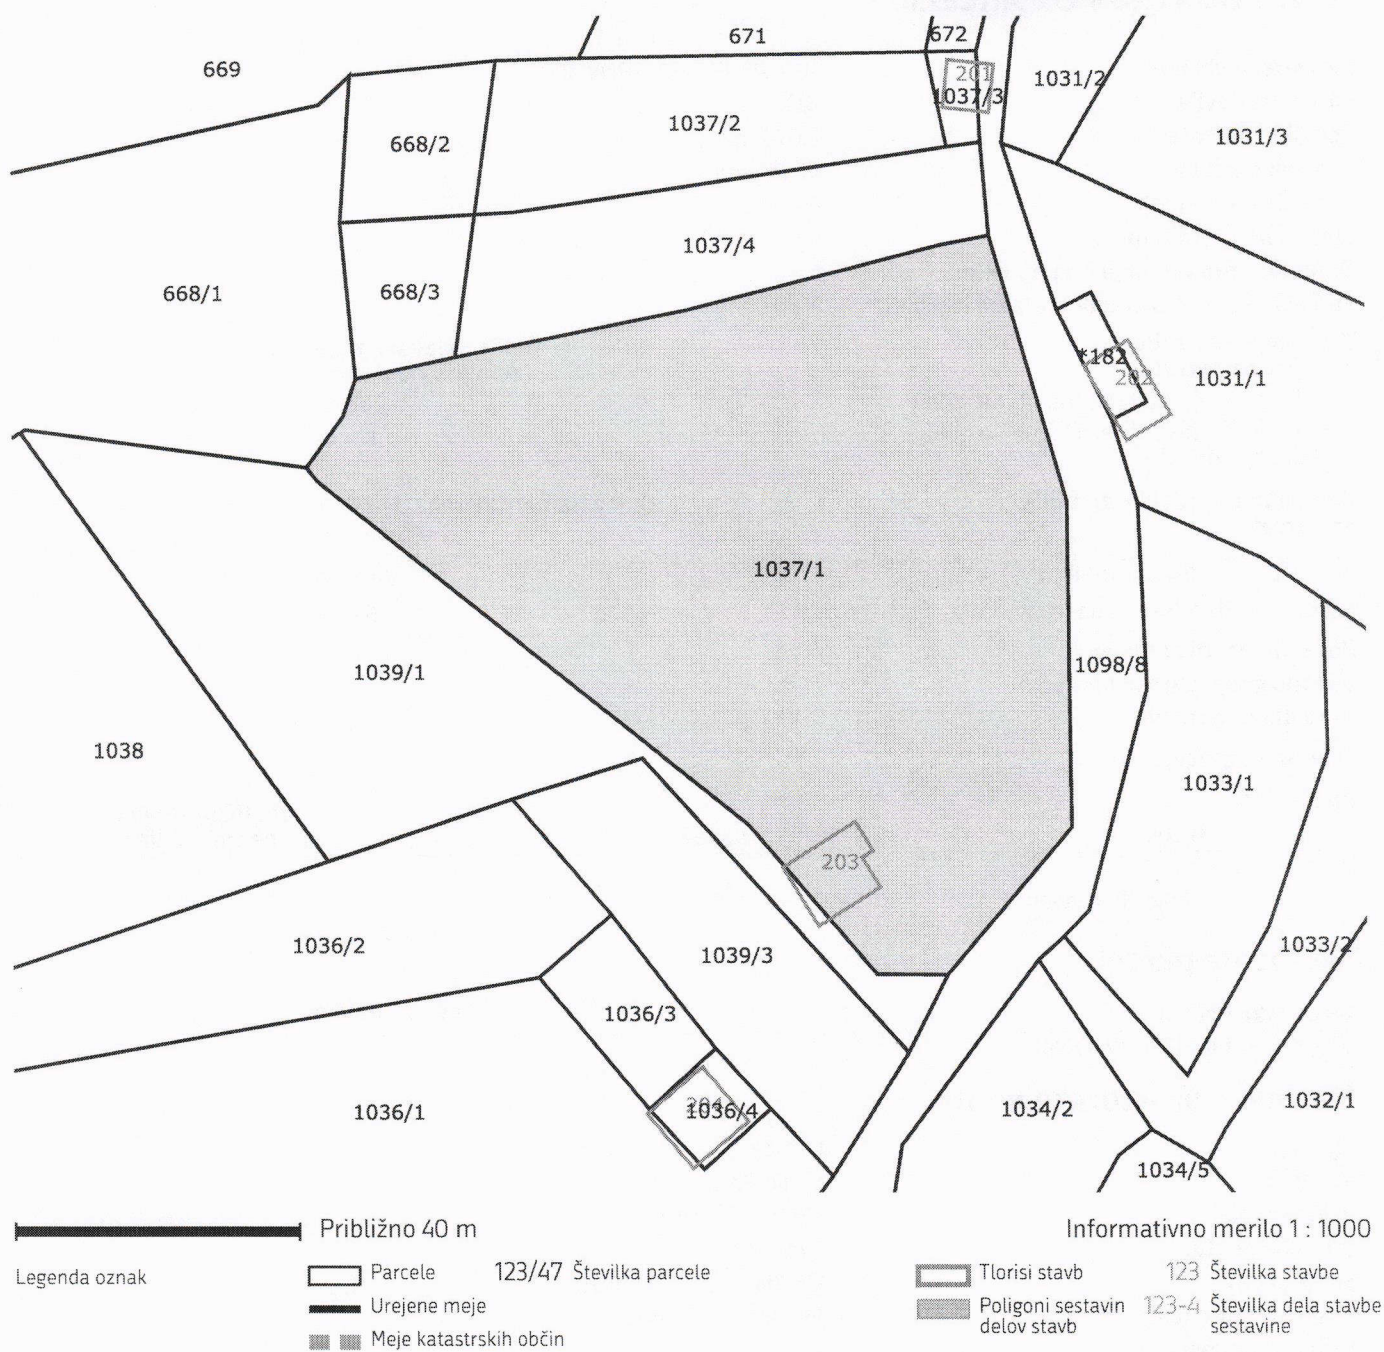 671
672
669
201
1031/2
1037/3
1037/2
1031/3
668/2
1037/4
668/1
668/3
*182
202
1031/1
1037/1
1098/8
1039/1
1038
1033/1
203
1036/2
1039/3
1033/2
1036/3
204
1036/4
1036/1
1034/2
1032/1
1034/5
Približno 40 m
Informativno merilo 1 : 1000
Legenda oznak
Parcele
123/47 Številka parcele
Urejene meje
Meje katastrskih občin
Tlorisi stavb
123 Številka stavbe
Poligoni sestavin
delov stavb
123-4 Številka dela stavbe
sestavine